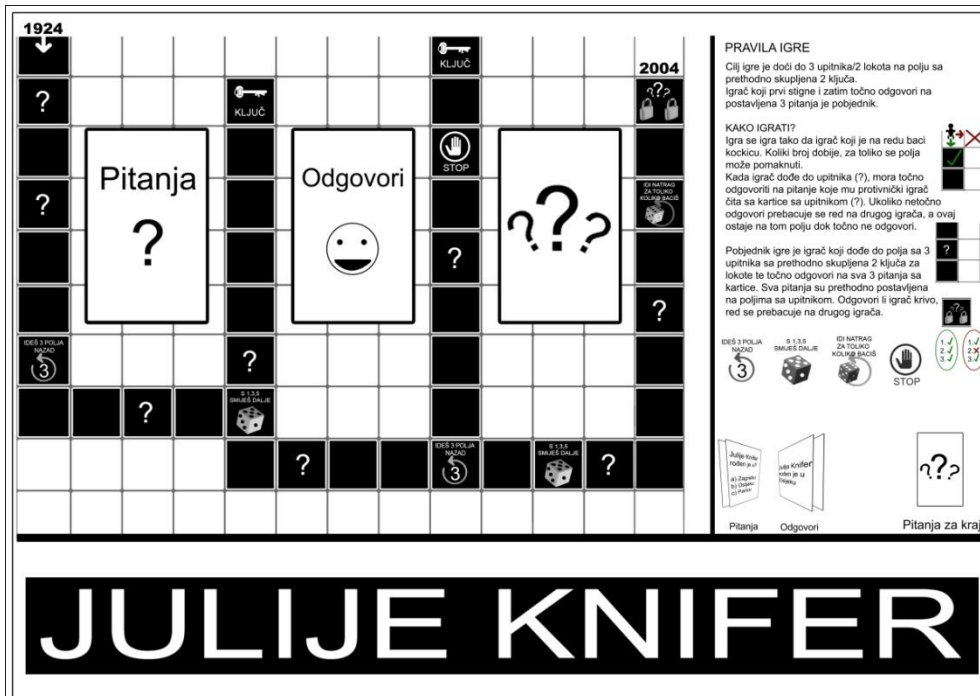 1924
KLJUČ
2004
?
KLJUČ
???
STOP
Pitanja
?
Odgovori
???
?
IDI NATRAG
ZA TOLIKO
KOLIKO BACIŠ
?
?
IDEŠ 3 POLJA
NAZAD
3
?
?
S 1,3,5
SMIJEŠ DALJE
?
IDEŠ 3 POLJA
NAZAD
3
S 1,3,5
SMIJEŠ DALJE
?
PRAVILA IGRE
Cilj igre je doći do 3 upitnika/2 lokota na polju sa
prethodno skupljena 2 ključa.
Igrač koji prvi stigne i zatim točno odgovori na
postavljena 3 pitanja je pobjednik.
KAKO IGRATI?
Igra se igra tako da igrač koji je na redu baci
kockicu. Koliki broj dobije, za toliko se polja
može pomaknuti.
Kada igrač dođe do upitnika (?), mora točno
odgovoriti na pitanje koje mu protivnički igrač
čita sa kartice sa upitnikom (?). Ukoliko netočno
odgovori prebacuje se red na drugog igrača, a ovaj
ostaje na tom polju dok točno ne odgovori.
?
Pobjednik igre je igrač koji dođe do polja sa 3
upitnika sa prethodno skupljena 2 ključa za
lokote te točno odgovori na sva 3 pitanja sa
kartice. Sva pitanja su prethodno postavljena
na poljima sa upitnikom. Odgovori li igrač krivo,
red se prebacuje na drugog igrača.
???
IDEŠ 3 POLJA
NAZAD
3
S 1,3,5
SMIJEŠ DALJE
IDI NATRAG
ZA TOLIKO
KOLIKO BACIŠ
STOP
1.
2.
3.
1.
2.
3.
Julije Knifer
rođen je u?
a) Zagrebu
b) Osijeku
c) Parizu
Julije Knifer
rođen je u
Osijeku
???
Pitanja
Odgovori
Pitanja za kraj
JULIJE KNIFER